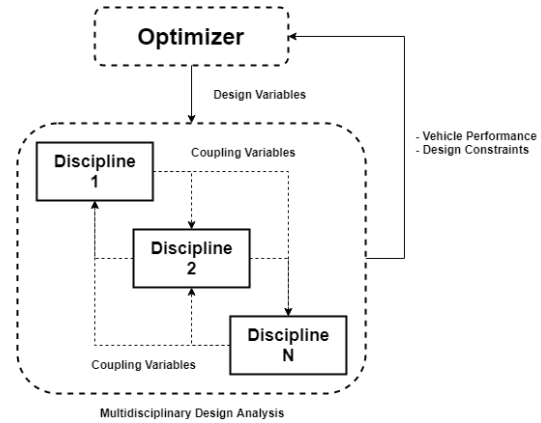 Optimizer
Design Variables
- Vehicle Performance
- Design Constraints
Coupling Variables
Discipline
1
Discipline
2
Discipline
N
Coupling Variables
Multidisciplinary Design Analysis